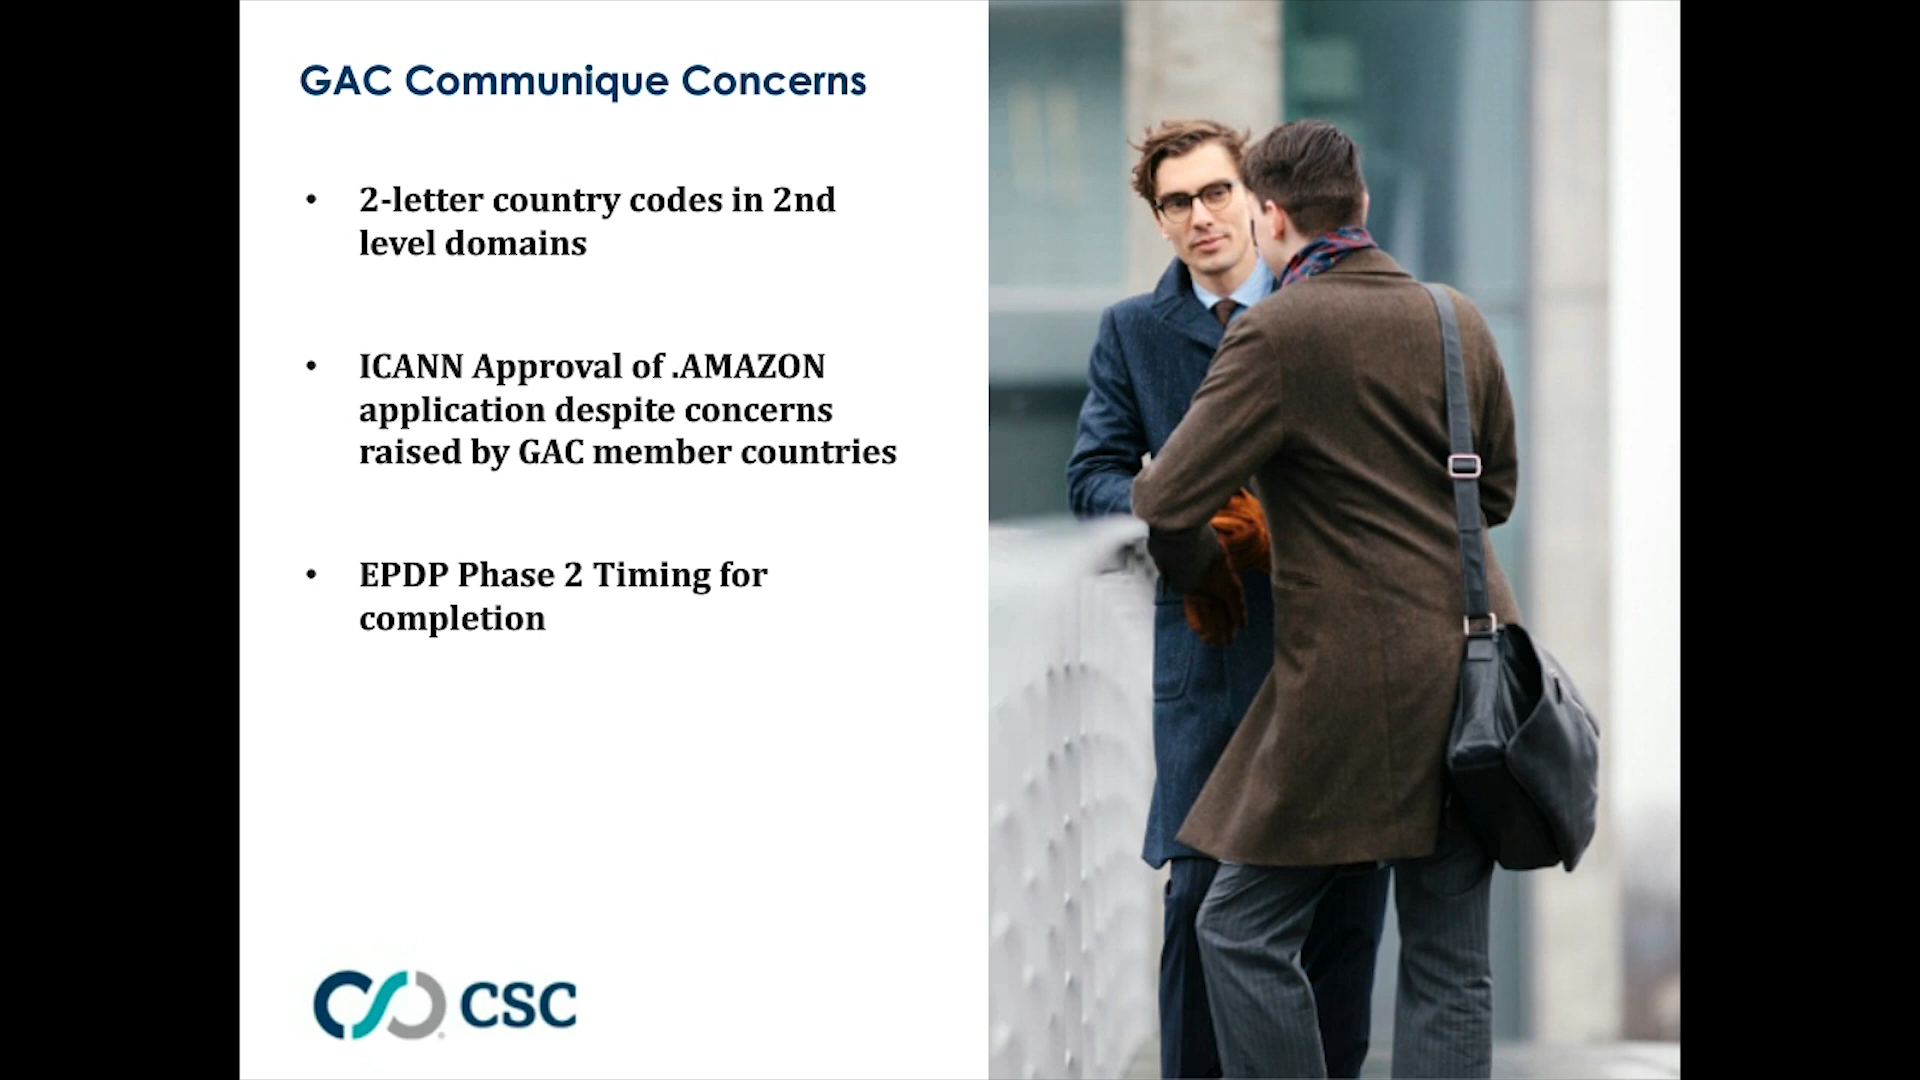 GAC Communique Concerns
• 2-letter country codes in 2nd
level domains
• ICANN Approval of .AMAZON
application despite concerns
raised by GAC member countries
• EPDP Phase 2 Timing for
completion
CSC